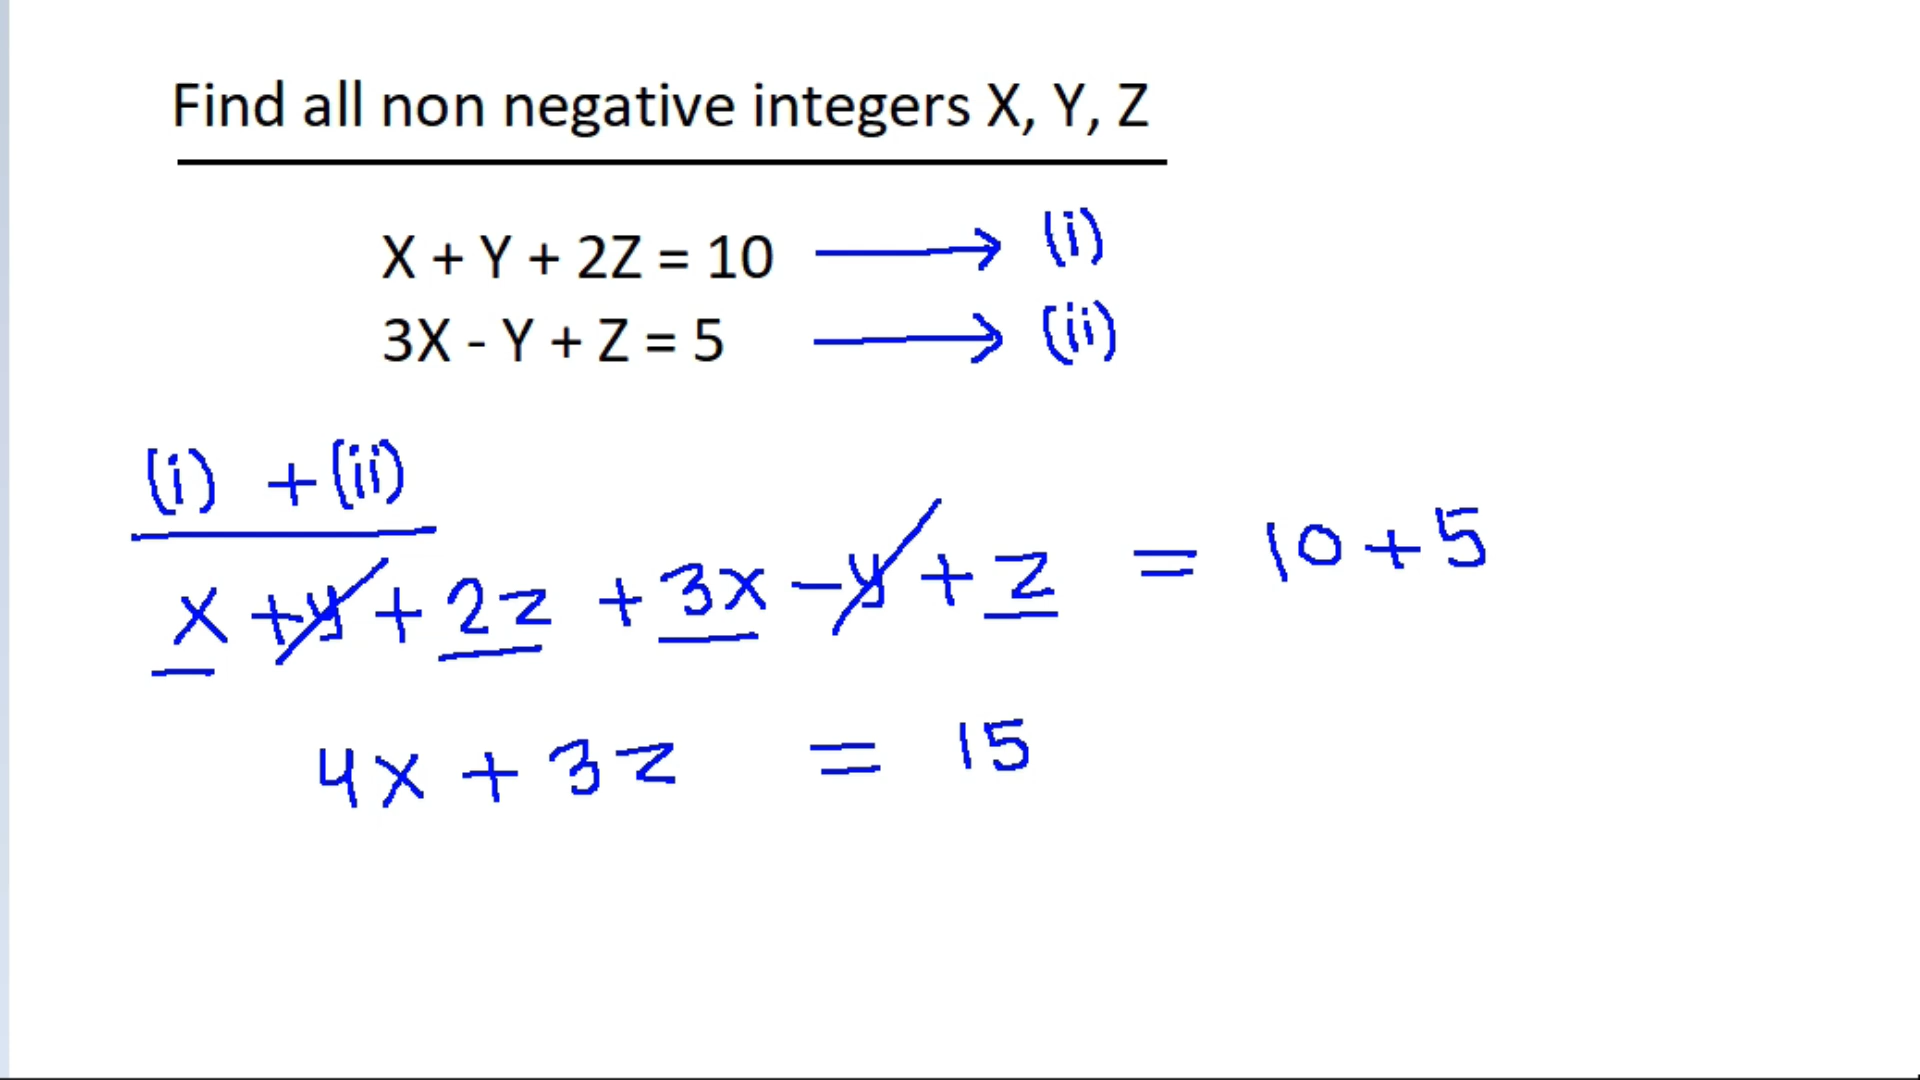 Find all non negative integers X, Y, Z
X + Y + 2Z = 10 → (i)
3X - Y + Z = 5 → (ii)
(i) + (ii)
x + y + 2z + 3x - y + z = 10 + 5
4x + 3z = 15